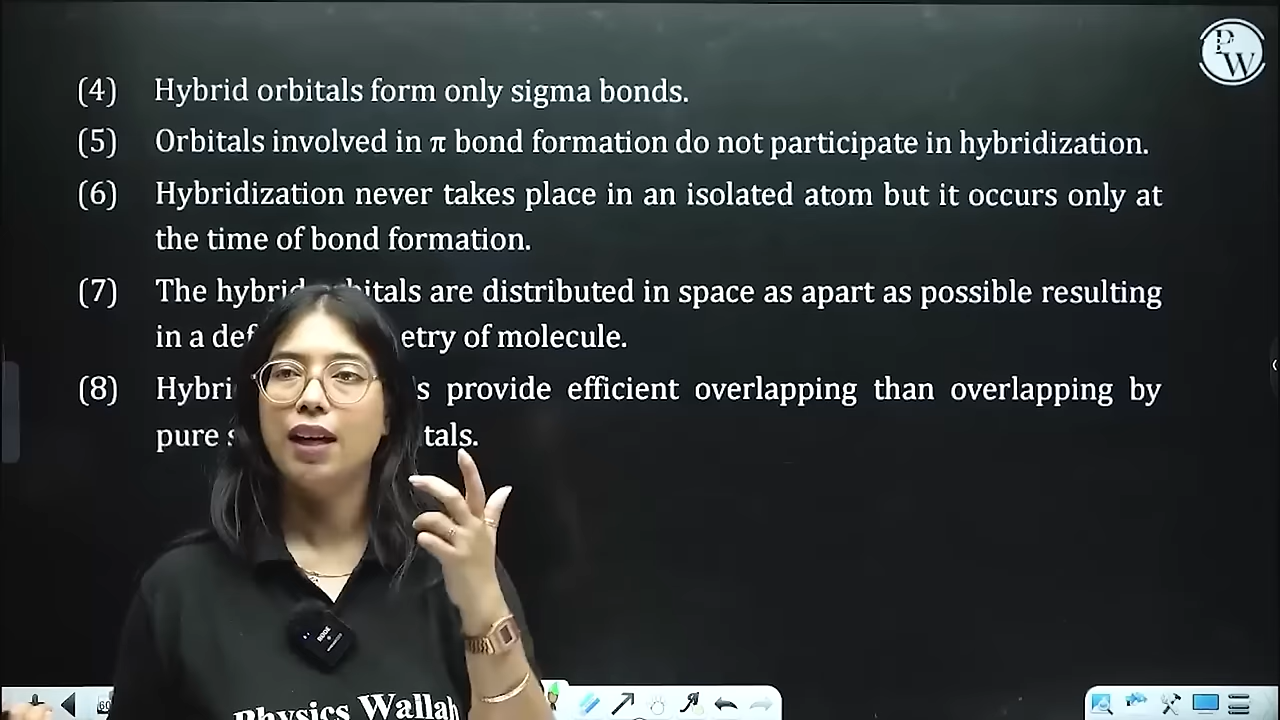 (4) Hybrid orbitals form only sigma bonds.
(5) Orbitals involved in π bond formation do not participate in hybridization.
(6) Hybridization never takes place in an isolated atom but it occurs only at
the time of bond formation.
(7) The hybrid orbitals are distributed in space as apart as possible resulting
in a def etry of molecule.
(8) Hybri s provide efficient overlapping than overlapping by
pure s tals.
PW
Physics Wallah
RODE